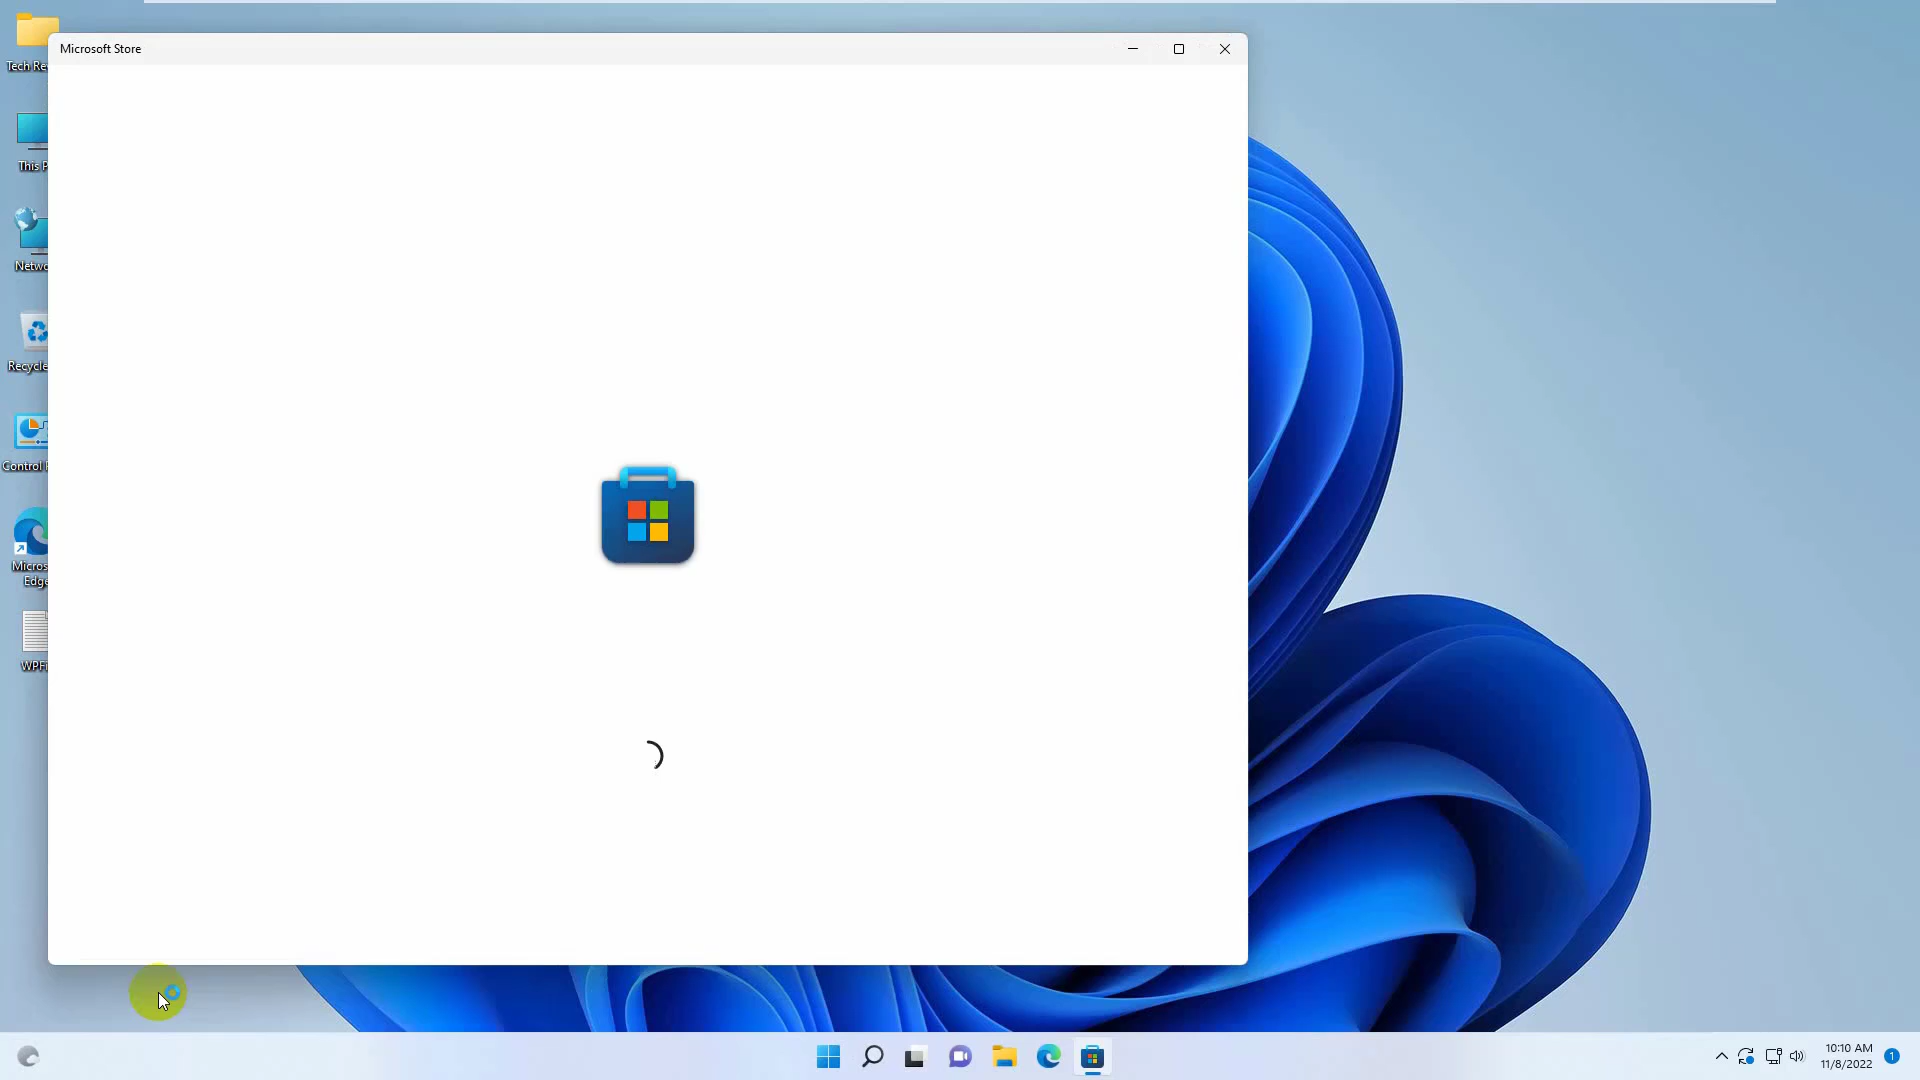 Microsoft Store
Tech Re
This P
Netwo
Recycle
Control
Micros
Edge
WPF
10:10 AM
11/8/2022
1